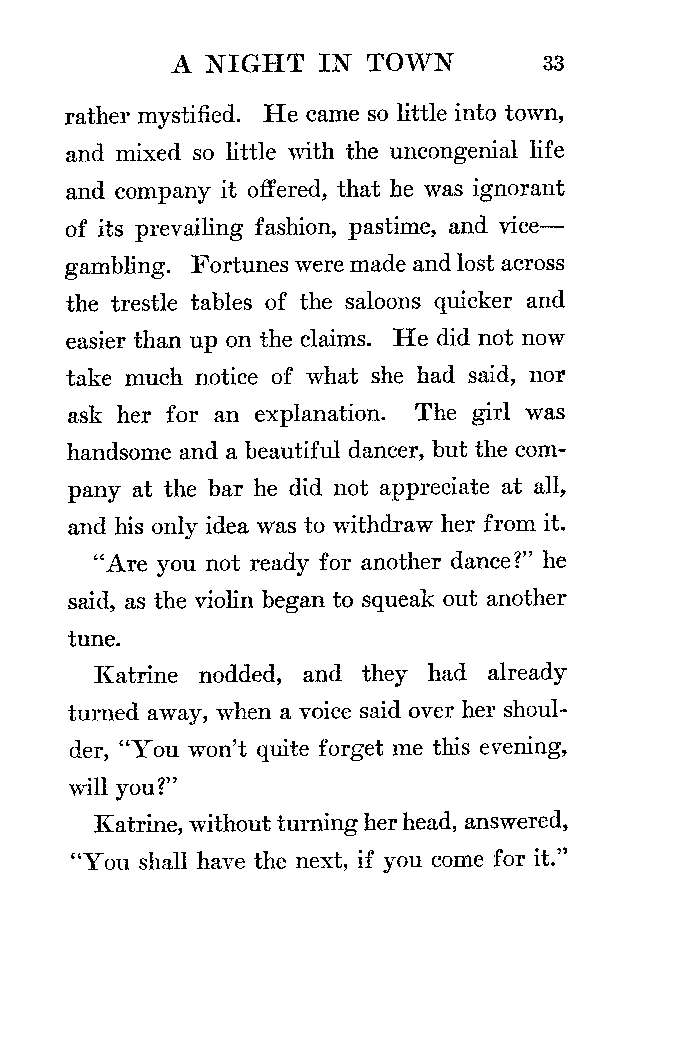 A NIGHT IN TOWN 33
rather mystified. He came so little into town,
and mixed so little with the uncongenial life
and company it offered, that he was ignorant
of its prevailing fashion, pastime, and vice—
gambling. Fortunes were made and lost across
the trestle tables of the saloons quicker and
easier than up on the claims. He did not now
take much notice of what she had said, nor
ask her for an explanation. The girl was
handsome and a beautiful dancer, but the com-
pany at the bar he did not appreciate at all,
and his only idea was to withdraw her from it.
“Are you not ready for another dance?” he
said, as the violin began to squeak out another
tune.
Katrine nodded, and they had already
turned away, when a voice said over her shoul-
der, “You won’t quite forget me this evening,
will you?”
Katrine, without turning her head, answered,
“You shall have the next, if you come for it.”